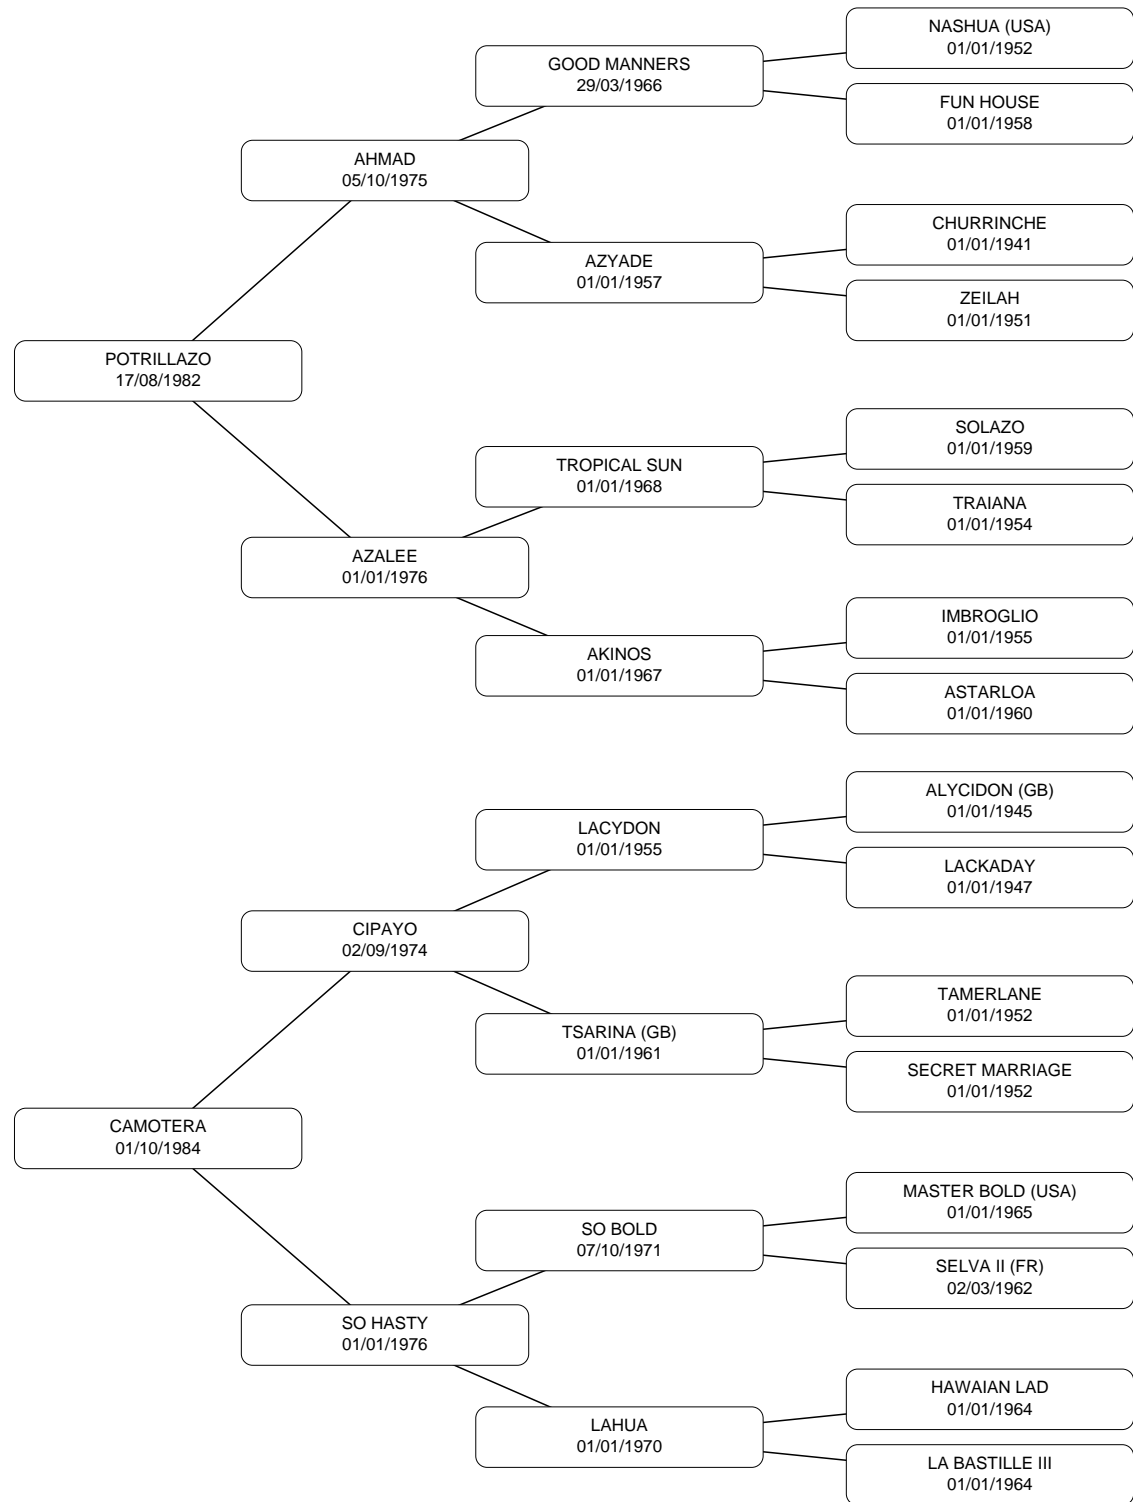 NASHUA (USA)
01/01/1952
GOOD MANNERS
29/03/1966
FUN HOUSE
01/01/1958
AHMAD
05/10/1975
CHURRINCHE
01/01/1941
AZYADE
01/01/1957
ZEILAH
01/01/1951
POTRILLAZO
17/08/1982
SOLAZO
01/01/1959
TROPICAL SUN
01/01/1968
TRAIANA
01/01/1954
AZALEE
01/01/1976
IMBROGLIO
01/01/1955
AKINOS
01/01/1967
ASTARLOA
01/01/1960
ALYCIDON (GB)
01/01/1945
LACYDON
01/01/1955
LACKADAY
01/01/1947
CIPAYO
02/09/1974
TAMERLANE
01/01/1952
TSARINA (GB)
01/01/1961
SECRET MARRIAGE
01/01/1952
CAMOTERA
01/10/1984
MASTER BOLD (USA)
01/01/1965
SO BOLD
07/10/1971
SELVA II (FR)
02/03/1962
SO HASTY
01/01/1976
HAWAIAN LAD
01/01/1964
LAHUA
01/01/1970
LA BASTILLE III
01/01/1964